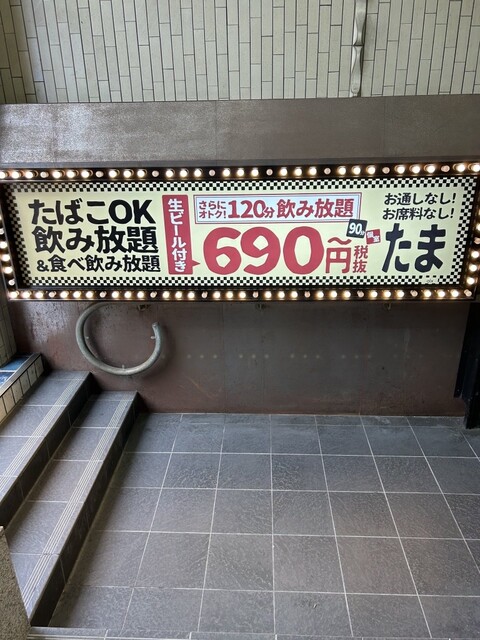 たばこOK
飲み放題
&食べ飲み放題
生ビール付き
さらに
オトク!
120分飲み放題
690円~
税抜
90分
個室
お通しなし!
お席料なし!
たま